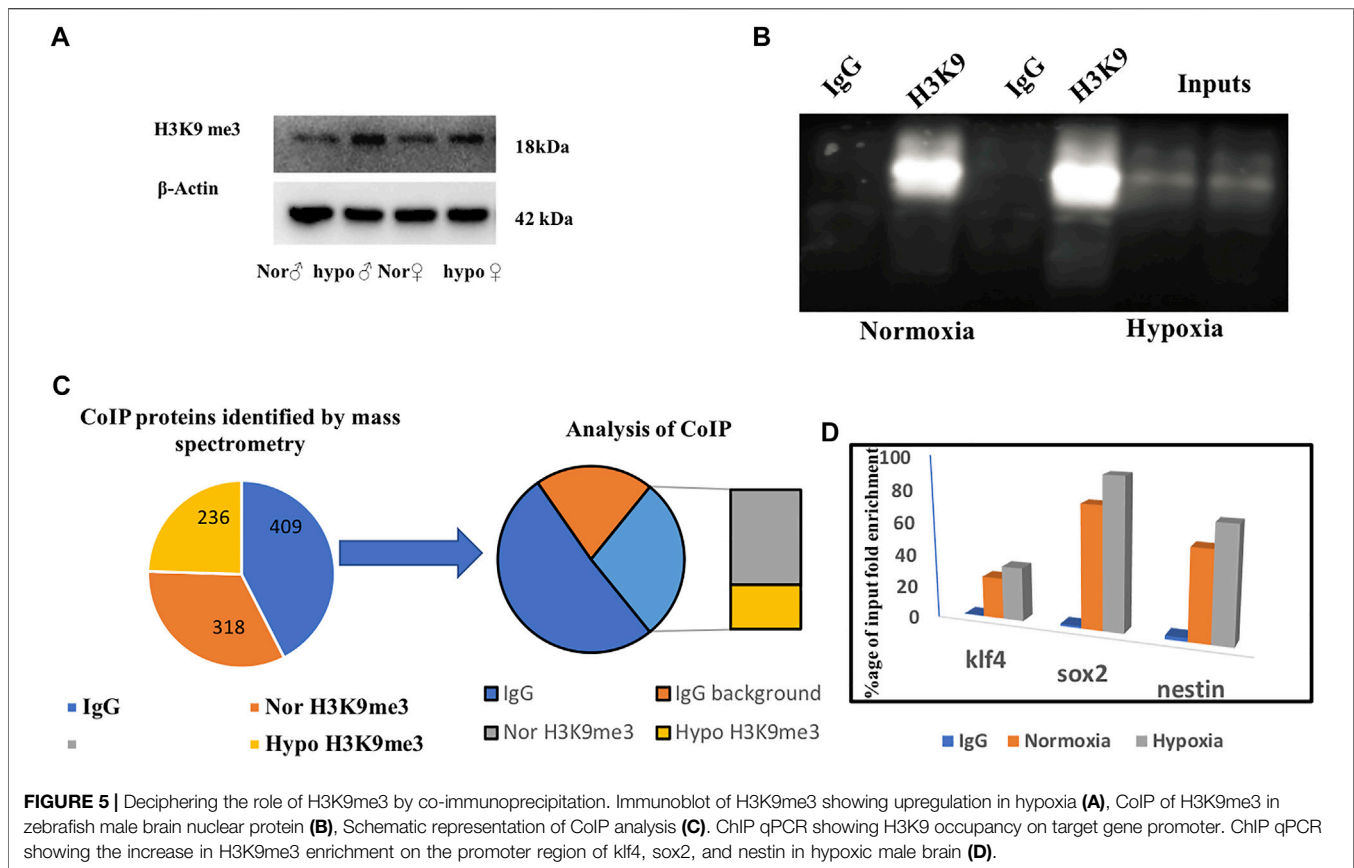 A
H3K9 me3
18kDa
β-Actin
42 kDa
Nor♂ hypo♂ Nor♀ hypo♀
B
IgG H3K9 IgG H3K9 Inputs
Normoxia Hypoxia
C
CoIP proteins identified by mass
spectrometry
236
409
318
IgG Nor H3K9me3
Hypo H3K9me3
Analysis of CoIP
IgG IgG background
Nor H3K9me3 Hypo H3K9me3
D
%age of input fold enrichment
100
80
60
40
20
0
klf4
sox2
nestin
IgG Normoxia Hypoxia
FIGURE 5 | Deciphering the role of H3K9me3 by co-immunoprecipitation. Immunoblot of H3K9me3 showing upregulation in hypoxia (A), CoIP of H3K9me3 in
zebrafish male brain nuclear protein (B), Schematic representation of CoIP analysis (C). ChIP qPCR showing H3K9 occupancy on target gene promoter. ChIP qPCR
showing the increase in H3K9me3 enrichment on the promoter region of klf4, sox2, and nestin in hypoxic male brain (D).